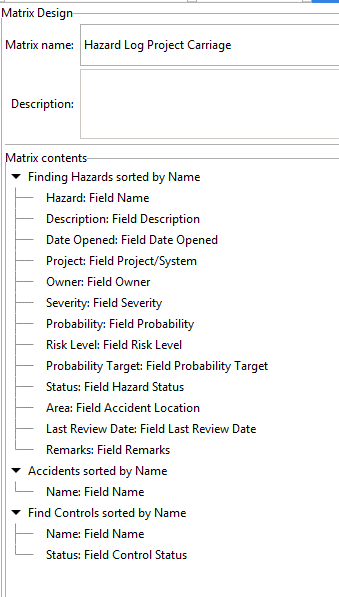 Matrix Design
Matrix name: Hazard Log Project Carriage
Description:
Matrix contents
Finding Hazards sorted by Name
Hazard: Field Name
Description: Field Description
Date Opened: Field Date Opened
Project: Field Project/System
Owner: Field Owner
Severity: Field Severity
Probability: Field Probability
Risk Level: Field Risk Level
Probability Target: Field Probability Target
Status: Field Hazard Status
Area: Field Accident Location
Last Review Date: Field Last Review Date
Remarks: Field Remarks
Accidents sorted by Name
Name: Field Name
Find Controls sorted by Name
Name: Field Name
Status: Field Control Status